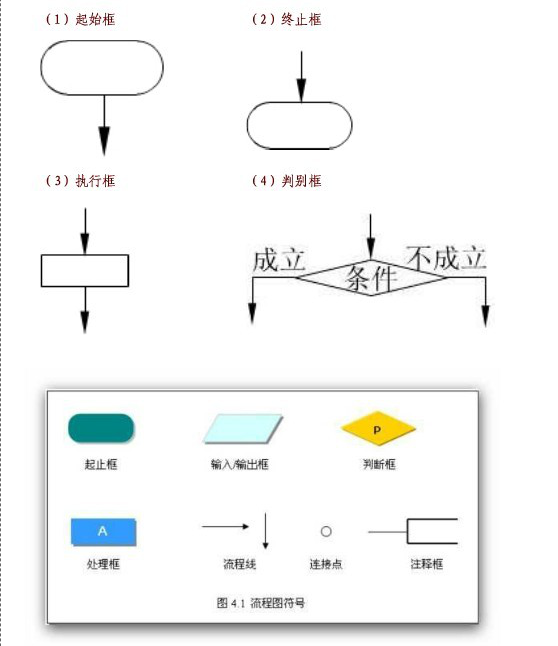 (1)起始框
(2)终止框
(3)执行框
(4)判别框
成立
条件
不成立
P
起止框
输入/输出框
判断框
A
处理框
流程线
连接点
注释框
图 4.1 流程图符号